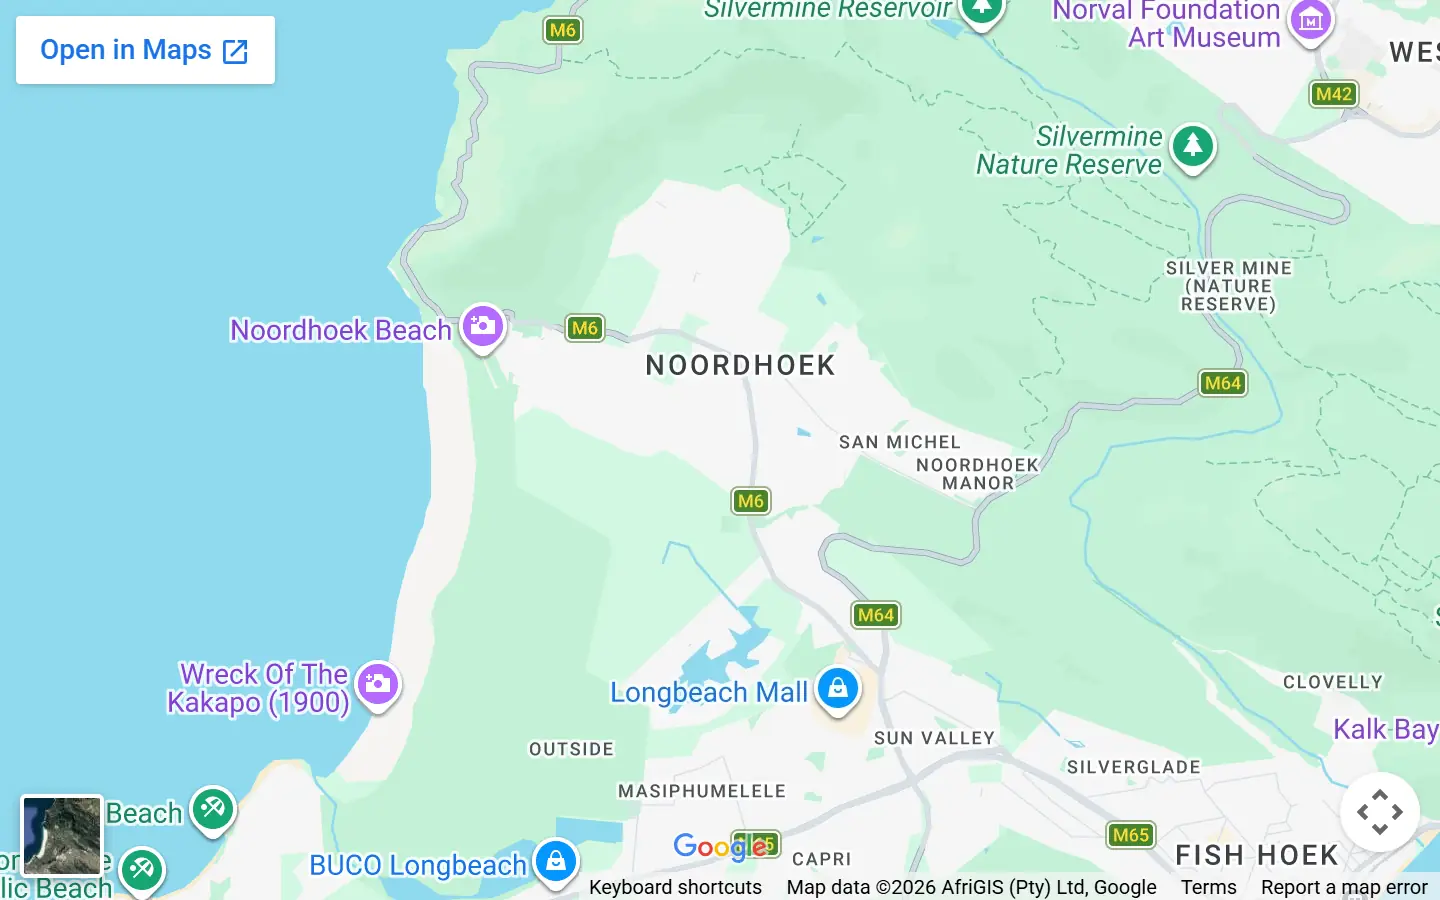 Silvermine Reservoir
Norval Foundation
Art Museum
M6
Open in Maps
M42
Silvermine
Nature Reserve
SILVER MINE
(NATURE
RESERVE)
Noordhoek Beach
M6
NOORDHOEK
M64
SAN MICHEL
NOORDHOEK
MANOR
M6
M64
Wreck Of The
Kakapo (1900)
Longbeach Mall
CLOVELLY
Kalk Bay
SUN VALLEY
OUTSIDE
SILVERGLADE
MASIPHUMELELE
Beach
M65
Google
CAPRI
FISH HOEK
BUCO Longbeach
Beach
Keyboard shortcuts
Map data ©2026 AfriGIS (Pty) Ltd, Google
Terms
Report a map error